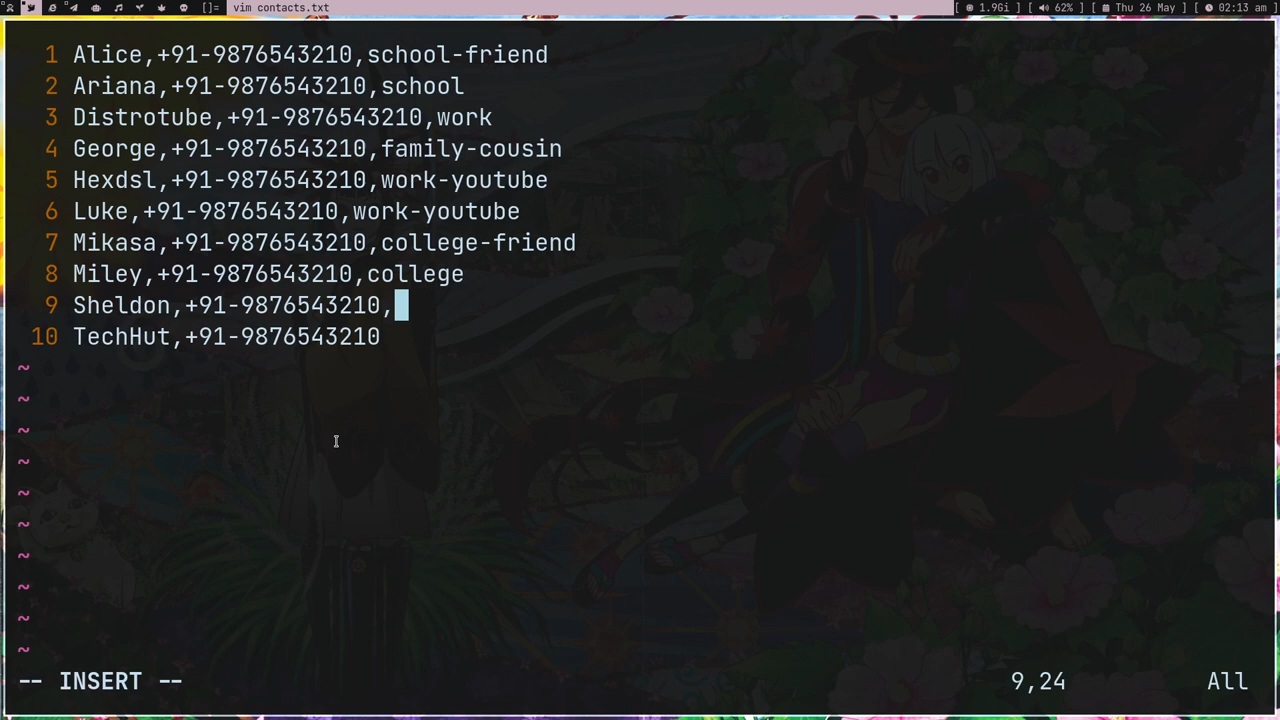 []= vim contacts.txt [ 1.9Gi ] [ 62% ] [ Thu 26 May ] [ 02:13 am ]
1 Alice,+91-9876543210,school-friend
2 Ariana,+91-9876543210,school
3 Distrotube,+91-9876543210,work
4 George,+91-9876543210,family-cousin
5 Hexdsl,+91-9876543210,work-youtube
6 Luke,+91-9876543210,work-youtube
7 Mikasa,+91-9876543210,college-friend
8 Miley,+91-9876543210,college
9 Sheldon,+91-9876543210,
10 TechHut,+91-9876543210
~
~
~
~
~
~
~
~
~
~
-- INSERT -- 9,24 All